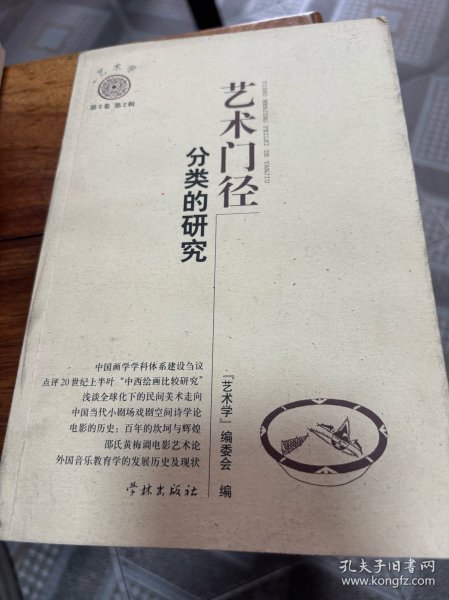 艺术学
第3卷 第2辑
艺术门径
分类的研究
YISHU MENJING FENLEI DE YANJIU
中国画学学科体系建设刍议
点评20世纪上半叶“中西绘画比较研究”
浅谈全球化下的民间美术走向
中国当代小剧场戏剧空间诗学论
电影的历史：百年的坎坷与辉煌
邵氏黄梅调电影艺术论
外国音乐教育学的发展历史及现状
『艺术学』编委会 编
学林出版社
孔夫子旧书网
www.kongfz.com